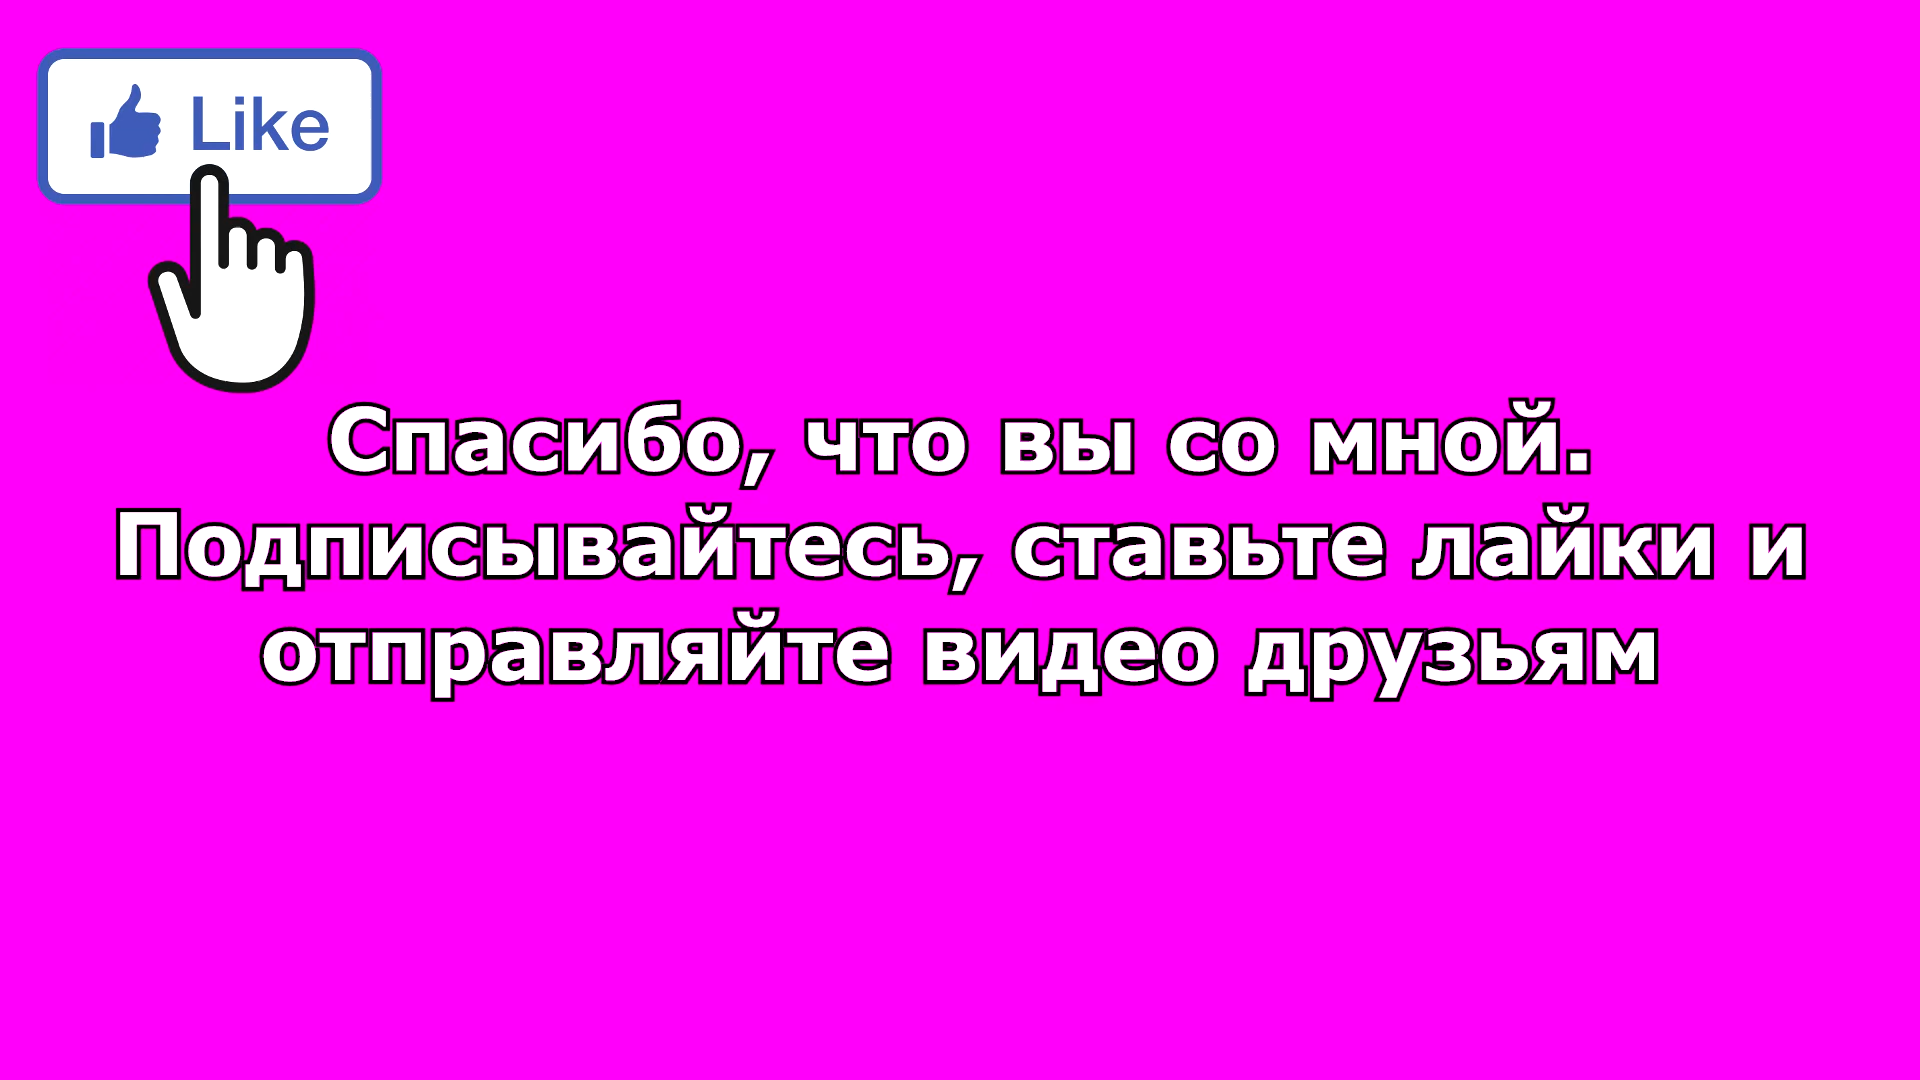 Like
Спасибо, что вы со мной.
Подписывайтесь, ставьте лайки и
отправляйте видео друзьям